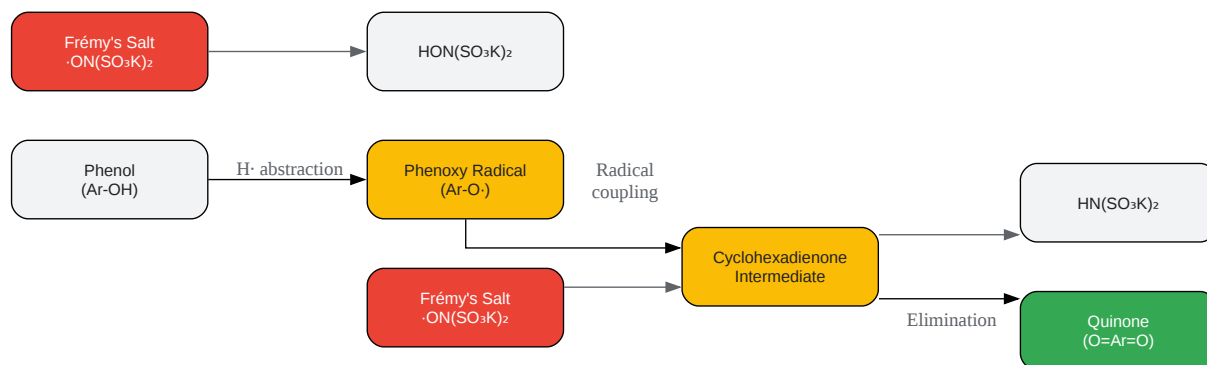 Frémy's Salt
·ON(SO₃K)₂
HON(SO₃K)₂
Phenol
(Ar-OH)
H· abstraction
Phenoxy Radical
(Ar-O·)
Radical
coupling
HN(SO₃K)₂
Cyclohexadienone
Intermediate
Frémy's Salt
·ON(SO₃K)₂
Elimination
Quinone
(O=Ar=O)